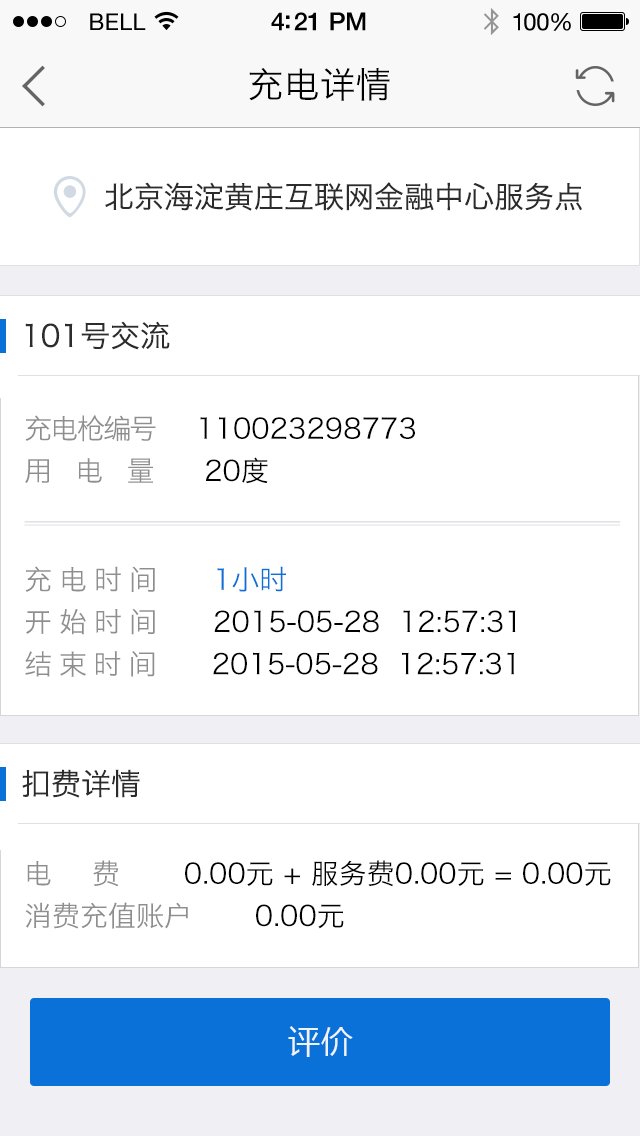 BELL 4:21 PM 100%
充电详情
北京海淀黄庄互联网金融中心服务点
101号交流
充电枪编号 110023298773
用电量 20度
充电时间 1小时
开始时间 2015-05-28 12:57:31
结束时间 2015-05-28 12:57:31
扣费详情
电费 0.00元 + 服务费0.00元 = 0.00元
消费充值账户 0.00元
评价